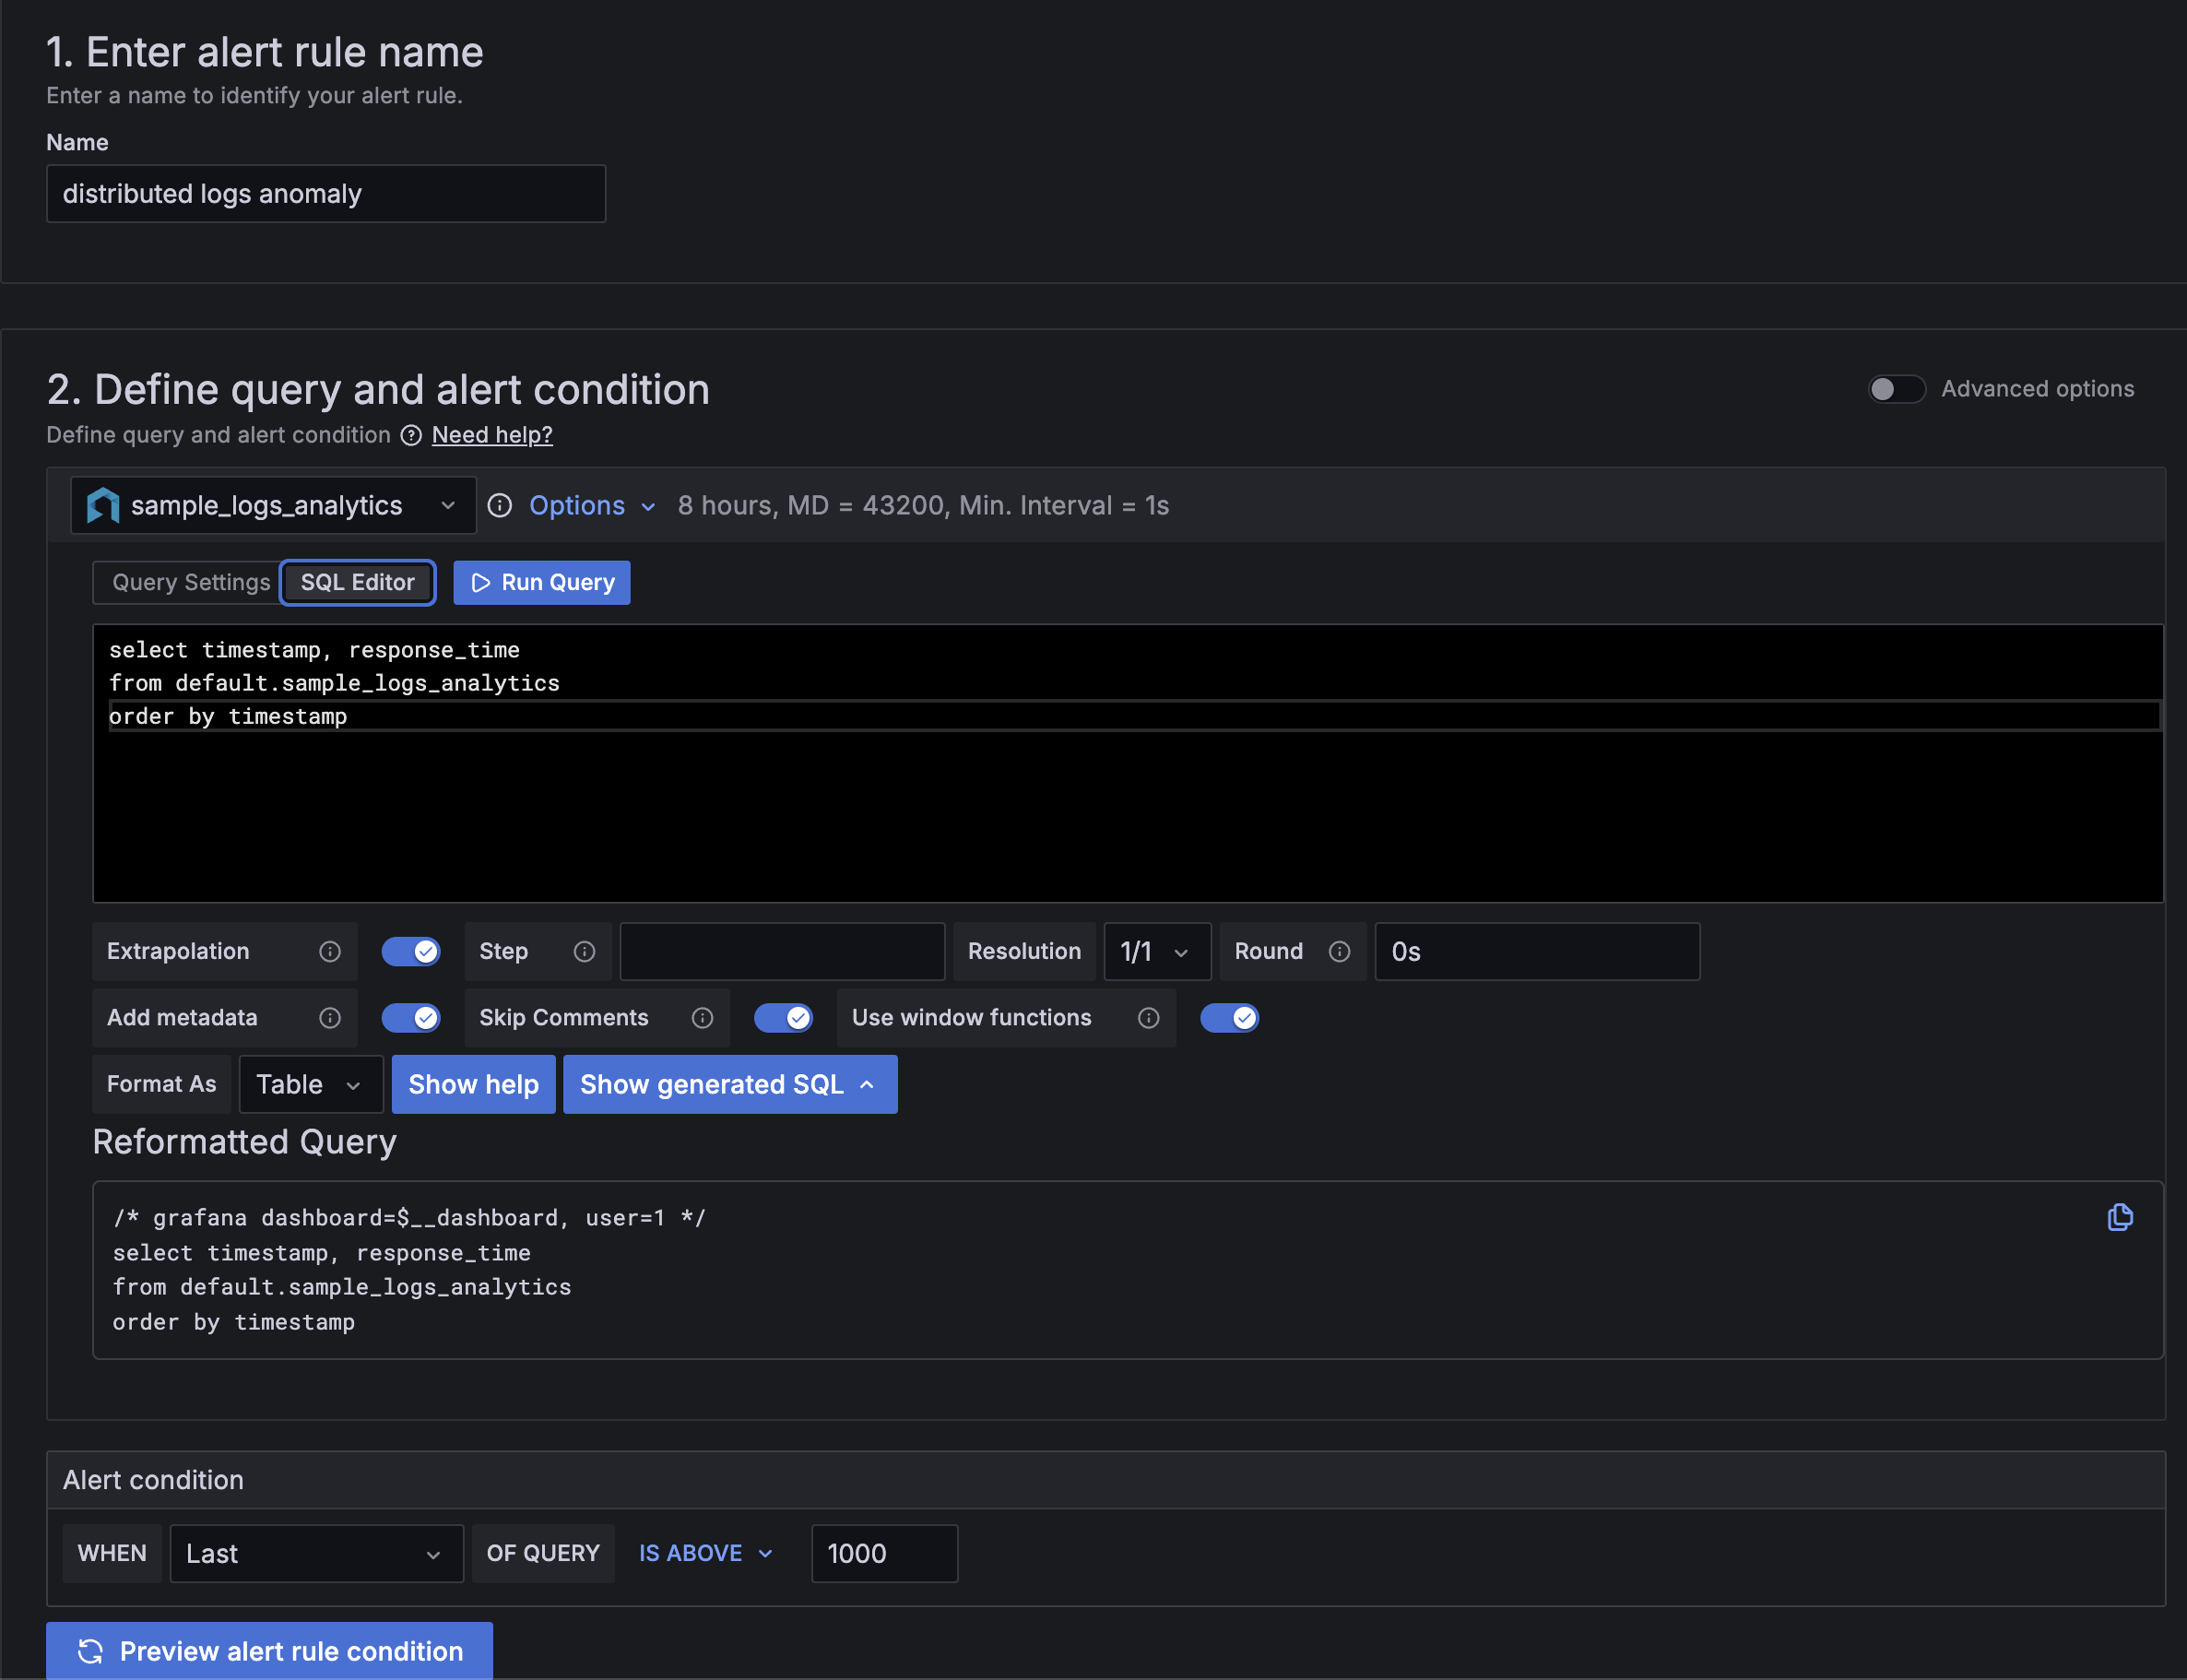 1. Enter alert rule name
Enter a name to identify your alert rule.
Name
distributed logs anomaly
2. Define query and alert condition
Advanced options
Define query and alert condition Need help?
sample_logs_analytics Options 8 hours, MD = 43200, Min. Interval = 1s
Query Settings SQL Editor Run Query
select timestamp, response_time
from default.sample_logs_analytics
order by timestamp
Extrapolation Step Resolution 1/1 Round 0s
Add metadata Skip Comments Use window functions
Format As Table Show help Show generated SQL
Reformatted Query
/* grafana dashboard=$__dashboard, user=1 */
select timestamp, response_time
from default.sample_logs_analytics
order by timestamp
Alert condition
WHEN Last OF QUERY IS ABOVE 1000
Preview alert rule condition